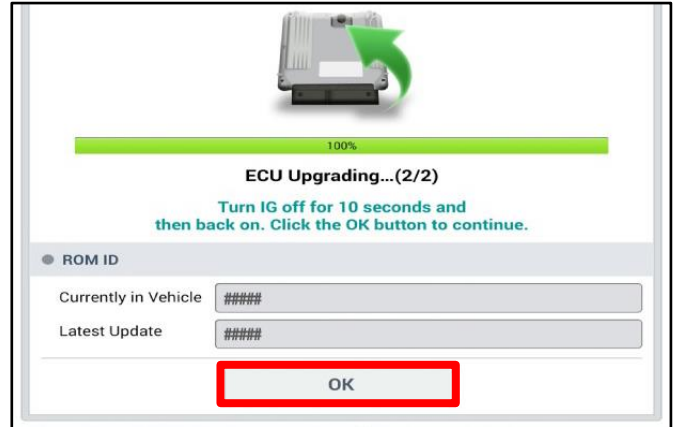 100%
ECU Upgrading...(2/2)
Turn IG off for 10 seconds and
then back on. Click the OK button to continue.
ROM ID
Currently in Vehicle #####
Latest Update #####
OK